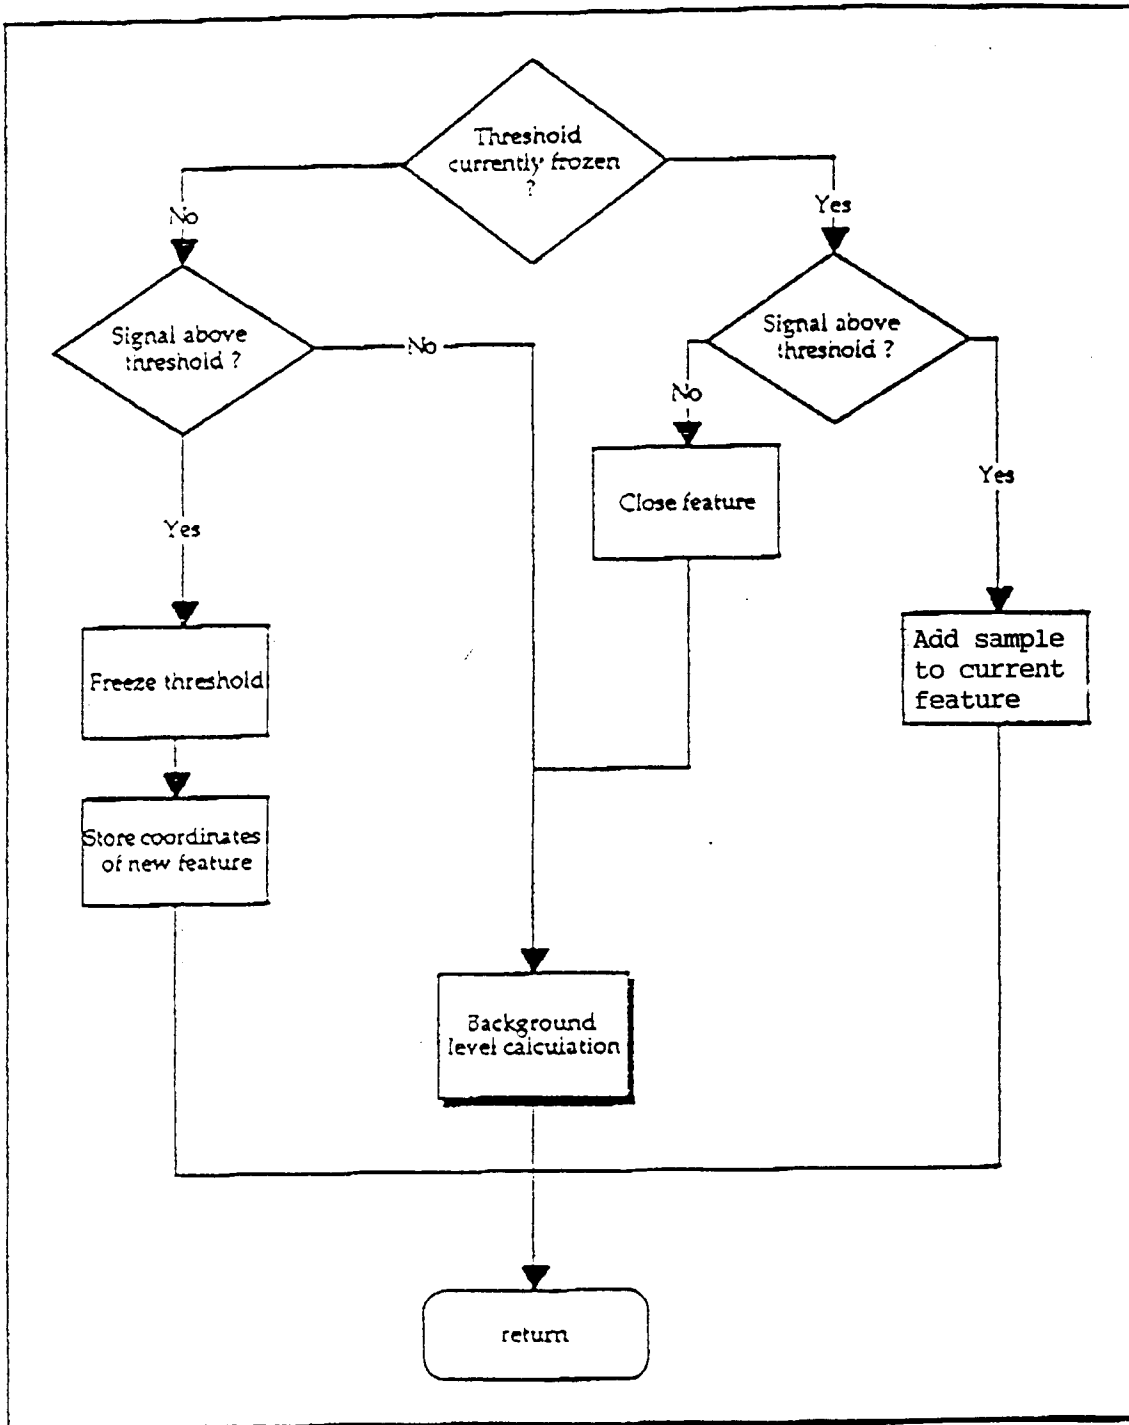 Threshold
currently frozen
?
No
Yes
Signal above
threshold ?
No
Signal above
threshold ?
No
Yes
Close feature
Yes
Freeze threshold
Add sample
to current
feature
Store coordinates
of new feature
Background
level calculation
return